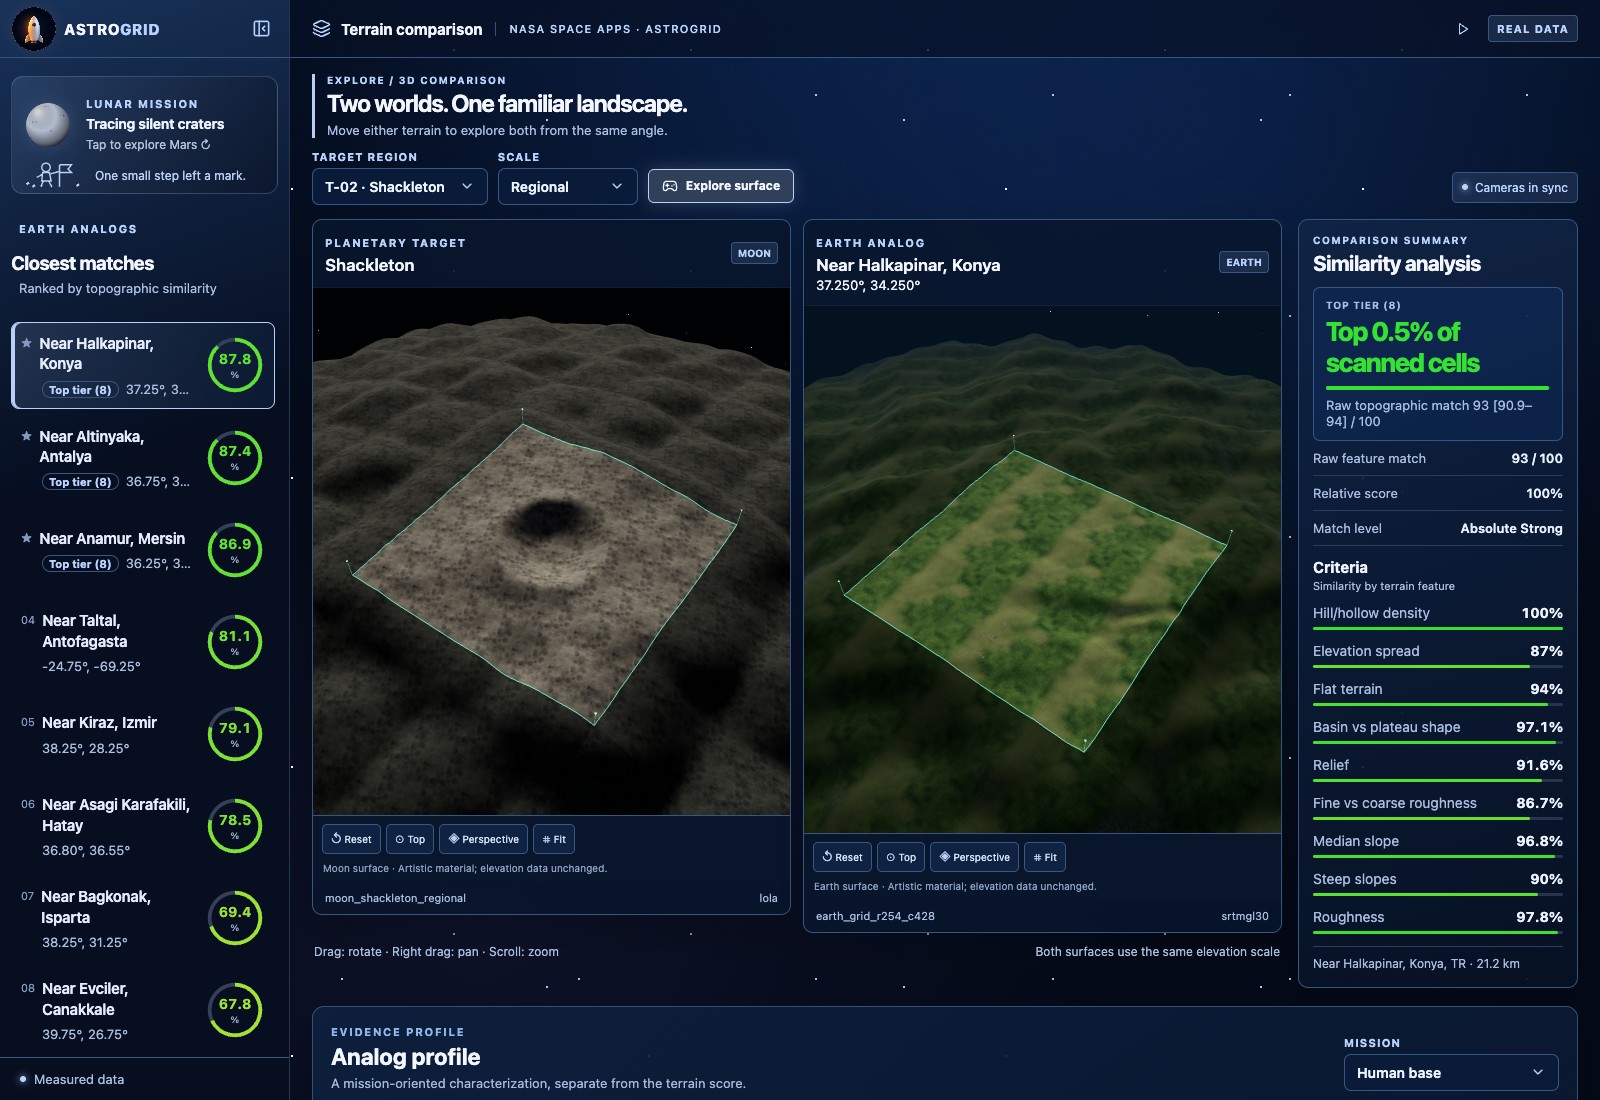 ASTROGRID
LUNAR MISSION
Tracing silent craters
Tap to explore Mars ↻
One small step left a mark.
EARTH ANALOGS
Closest matches
Ranked by topographic similarity
Near Halkapinar,
Konya
Top tier (8) 37.25°, 3...
87.8
%
Near Altinyaka,
Antalya
Top tier (8) 36.75°, 3...
87.4
%
Near Anamur, Mersin
Top tier (8) 36.25°, 3...
86.9
%
04 Near Taltal,
Antofagasta
-24.75°, -69.25°
81.1
%
05 Near Kiraz, Izmir
38.25°, 28.25°
79.1
%
06 Near Asagi Karafakili,
Hatay
36.80°, 36.55°
78.5
%
07 Near Bagkonak,
Isparta
38.25°, 31.25°
69.4
%
08 Near Evciler,
Canakkale
39.75°, 26.75°
67.8
%
Measured data
Terrain comparison
NASA SPACE APPS · ASTROGRID
REAL DATA
EXPLORE / 3D COMPARISON
Two worlds. One familiar landscape.
Move either terrain to explore both from the same angle.
TARGET REGION
T-02 · Shackleton
SCALE
Regional
Explore surface
Cameras in sync
PLANETARY TARGET
Shackleton
MOON
Reset Top Perspective Fit
Moon surface · Artistic material; elevation data unchanged.
moon_shackleton_regional lola
EARTH ANALOG
Near Halkapinar, Konya
37.250°, 34.250°
EARTH
Reset Top Perspective Fit
Earth surface · Artistic material; elevation data unchanged.
earth_grid_r254_c428 srtmgl30
Drag: rotate · Right drag: pan · Scroll: zoom
Both surfaces use the same elevation scale
COMPARISON SUMMARY
Similarity analysis
TOP TIER (8)
Top 0.5% of
scanned cells
Raw topographic match 93 [90.9–
94] / 100
Raw feature match 93 / 100
Relative score 100%
Match level Absolute Strong
Criteria
Similarity by terrain feature
Hill/hollow density 100%
Elevation spread 87%
Flat terrain 94%
Basin vs plateau shape 97.1%
Relief 91.6%
Fine vs coarse roughness 86.7%
Median slope 96.8%
Steep slopes 90%
Roughness 97.8%
Near Halkapinar, Konya, TR · 21.2 km
EVIDENCE PROFILE
Analog profile
A mission-oriented characterization, separate from the terrain score.
MISSION
Human base